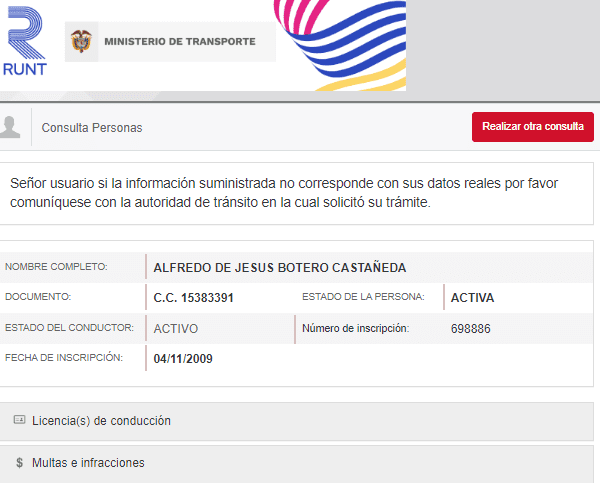 RUNT
MINISTERIO DE TRANSPORTE
Consulta Personas
Realizar otra consulta
Señor usuario si la información suministrada no corresponde con sus datos reales por favor
comuníquese con la autoridad de tránsito en la cual solicitó su trámite.
NOMBRE COMPLETO: ALFREDO DE JESUS BOTERO CASTAÑEDA
DOCUMENTO: C.C. 15383391 ESTADO DE LA PERSONA: ACTIVA
ESTADO DEL CONDUCTOR: ACTIVO Número de inscripción: 698886
FECHA DE INSCRIPCIÓN: 04/11/2009
Licencia(s) de conducción
$ Multas e infracciones